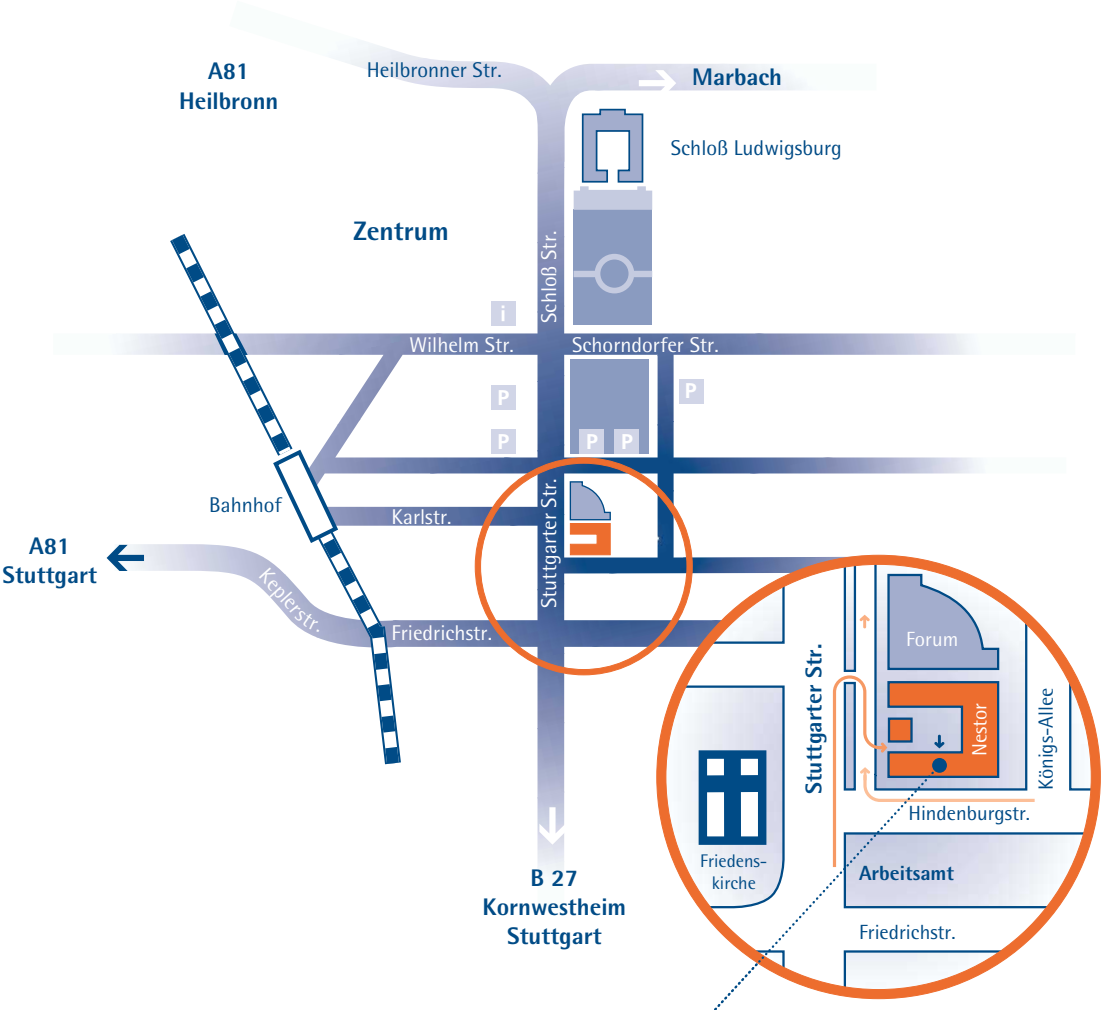 A81
Heilbronn
Heilbronner Str.
Marbach
Schloß Ludwigsburg
Zentrum
Schloß Str.
i
Wilhelm Str.
Schorndorfer Str.
P
P
P
P
P
Bahnhof
Karlstr.
Stuttgarter Str.
A81
Stuttgart
Keplerstr.
Friedrichstr.
Forum
Stuttgarter Str.
Nestor
Königs-Allee
Hindenburgstr.
Friedens-
kirche
Arbeitsamt
Friedrichstr.
B 27
Kornwestheim
Stuttgart